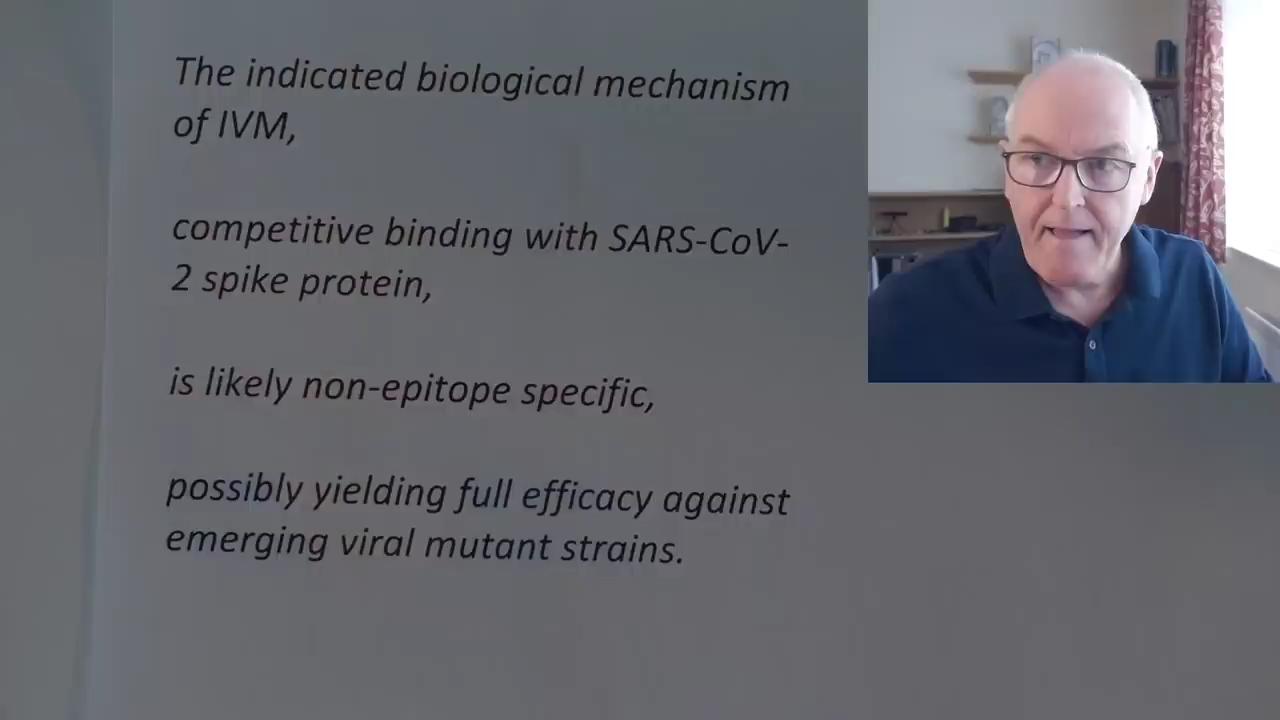 The indicated biological mechanism
of IVM,
competitive binding with SARS-CoV-
2 spike protein,
is likely non-epitope specific,
possibly yielding full efficacy against
emerging viral mutant strains.